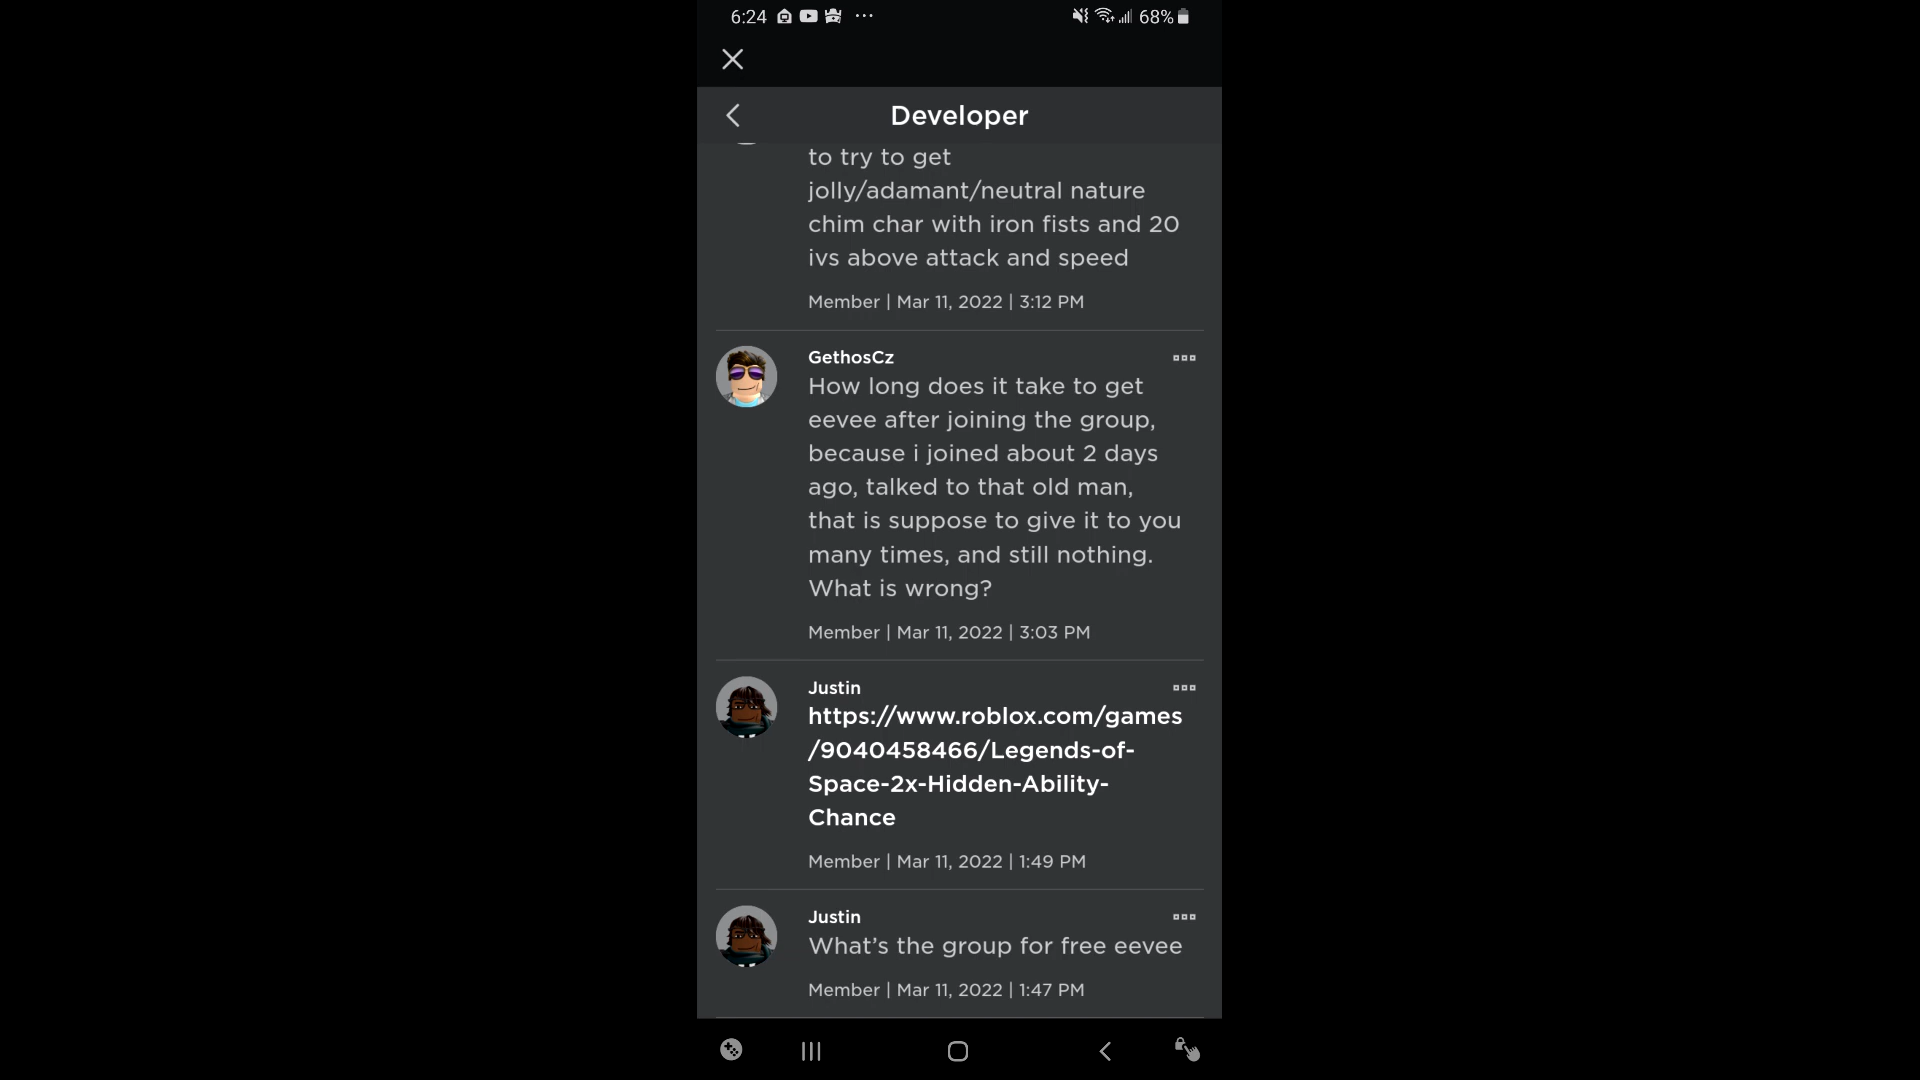 6:24
68%
Developer
to try to get
jolly/adamant/neutral nature
chim char with iron fists and 20
ivs above attack and speed
Member | Mar 11, 2022 | 3:12 PM
GethosCz
How long does it take to get
eevee after joining the group,
because i joined about 2 days
ago, talked to that old man,
that is suppose to give it to you
many times, and still nothing.
What is wrong?
Member | Mar 11, 2022 | 3:03 PM
Justin
https://www.roblox.com/games
/9040458466/Legends-of-
Space-2x-Hidden-Ability-
Chance
Member | Mar 11, 2022 | 1:49 PM
Justin
What’s the group for free eevee
Member | Mar 11, 2022 | 1:47 PM